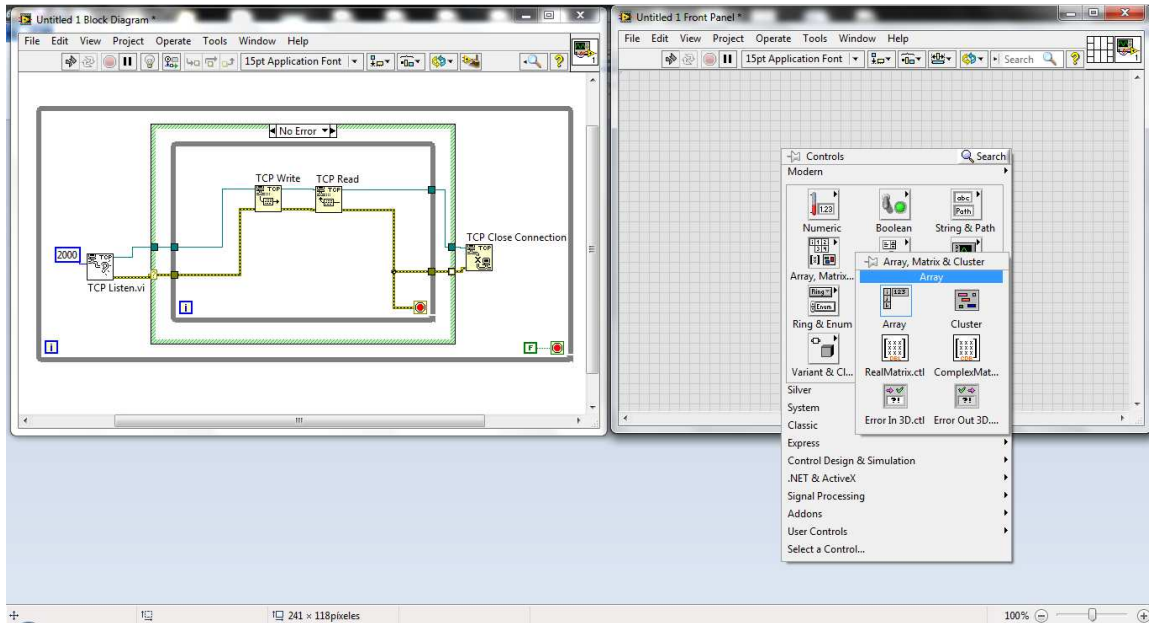 Untitled 1 Block Diagram *
File Edit View Project Operate Tools Window Help
15pt Application Font
No Error
TCP Write TCP Read
TCP Close Connection
2000
TCP Listen.vi
i
i
F
Untitled 1 Front Panel *
File Edit View Project Operate Tools Window Help
15pt Application Font
Search
Controls
Search
Modern
Numeric
Boolean
String & Path
Array, Matrix...
Ring & Enum
Variant & Cl...
Silver
System
Classic
Express
Control Design & Simulation
.NET & ActiveX
Signal Processing
Addons
User Controls
Select a Control...
Array, Matrix & Cluster
Array
Array
Cluster
RealMatrix.ctl
ComplexMat...
Error In 3D.ctl
Error Out 3D....
241 × 118píxeles
100%